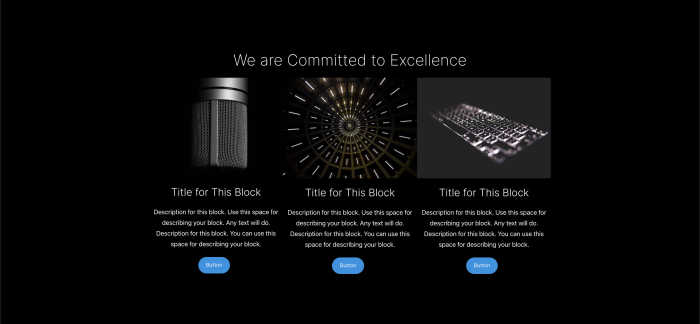 We are Committed to Excellence
Title for This Block
Description for this block. Use this space for
describing your block. Any text will do.
Description for this block. You can use this
space for describing your block.
Button
Title for This Block
Description for this block. Use this space for
describing your block. Any text will do.
Description for this block. You can use this
space for describing your block.
Button
Title for This Block
Description for this block. Use this space for
describing your block. Any text will do.
Description for this block. You can use this
space for describing your block.
Button